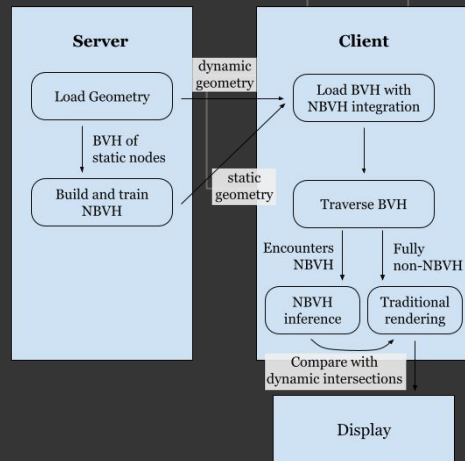 Server
Client
dynamic
geometry
Load Geometry
Load BVH with
NBVH integration
BVH of
static nodes
Build and train
NBVH
static
geometry
Traverse BVH
Encounters
NBVH
Fully
non-NBVH
NBVH
inference
Traditional
rendering
Compare with
dynamic intersections
Display